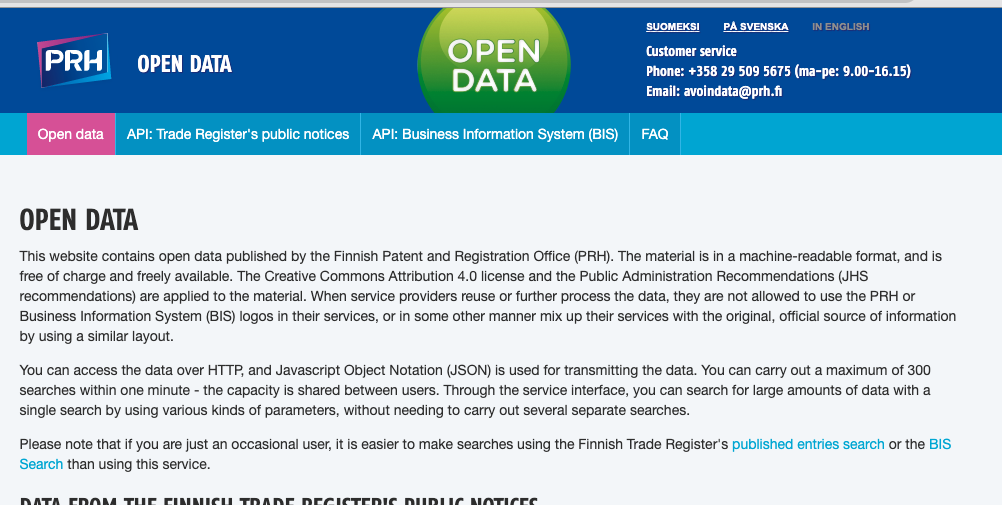 SUOMEKSI PÅ SVENSKA IN ENGLISH
PRH OPEN DATA
OPEN
DATA
Customer service
Phone: +358 29 509 5675 (ma-pe: 9.00-16.15)
Email: avoindata@prh.fi
Open data API: Trade Register's public notices API: Business Information System (BIS) FAQ
OPEN DATA
This website contains open data published by the Finnish Patent and Registration Office (PRH). The material is in a machine-readable format, and is
free of charge and freely available. The Creative Commons Attribution 4.0 license and the Public Administration Recommendations (JHS
recommendations) are applied to the material. When service providers reuse or further process the data, they are not allowed to use the PRH or
Business Information System (BIS) logos in their services, or in some other manner mix up their services with the original, official source of information
by using a similar layout.
You can access the data over HTTP, and Javascript Object Notation (JSON) is used for transmitting the data. You can carry out a maximum of 300
searches within one minute - the capacity is shared between users. Through the service interface, you can search for large amounts of data with a
single search by using various kinds of parameters, without needing to carry out several separate searches.
Please note that if you are just an occasional user, it is easier to make searches using the Finnish Trade Register's published entries search or the BIS
Search than using this service.
DATA FROM THE FINNISH TRADE REGISTER'S PUBLIC NOTICES